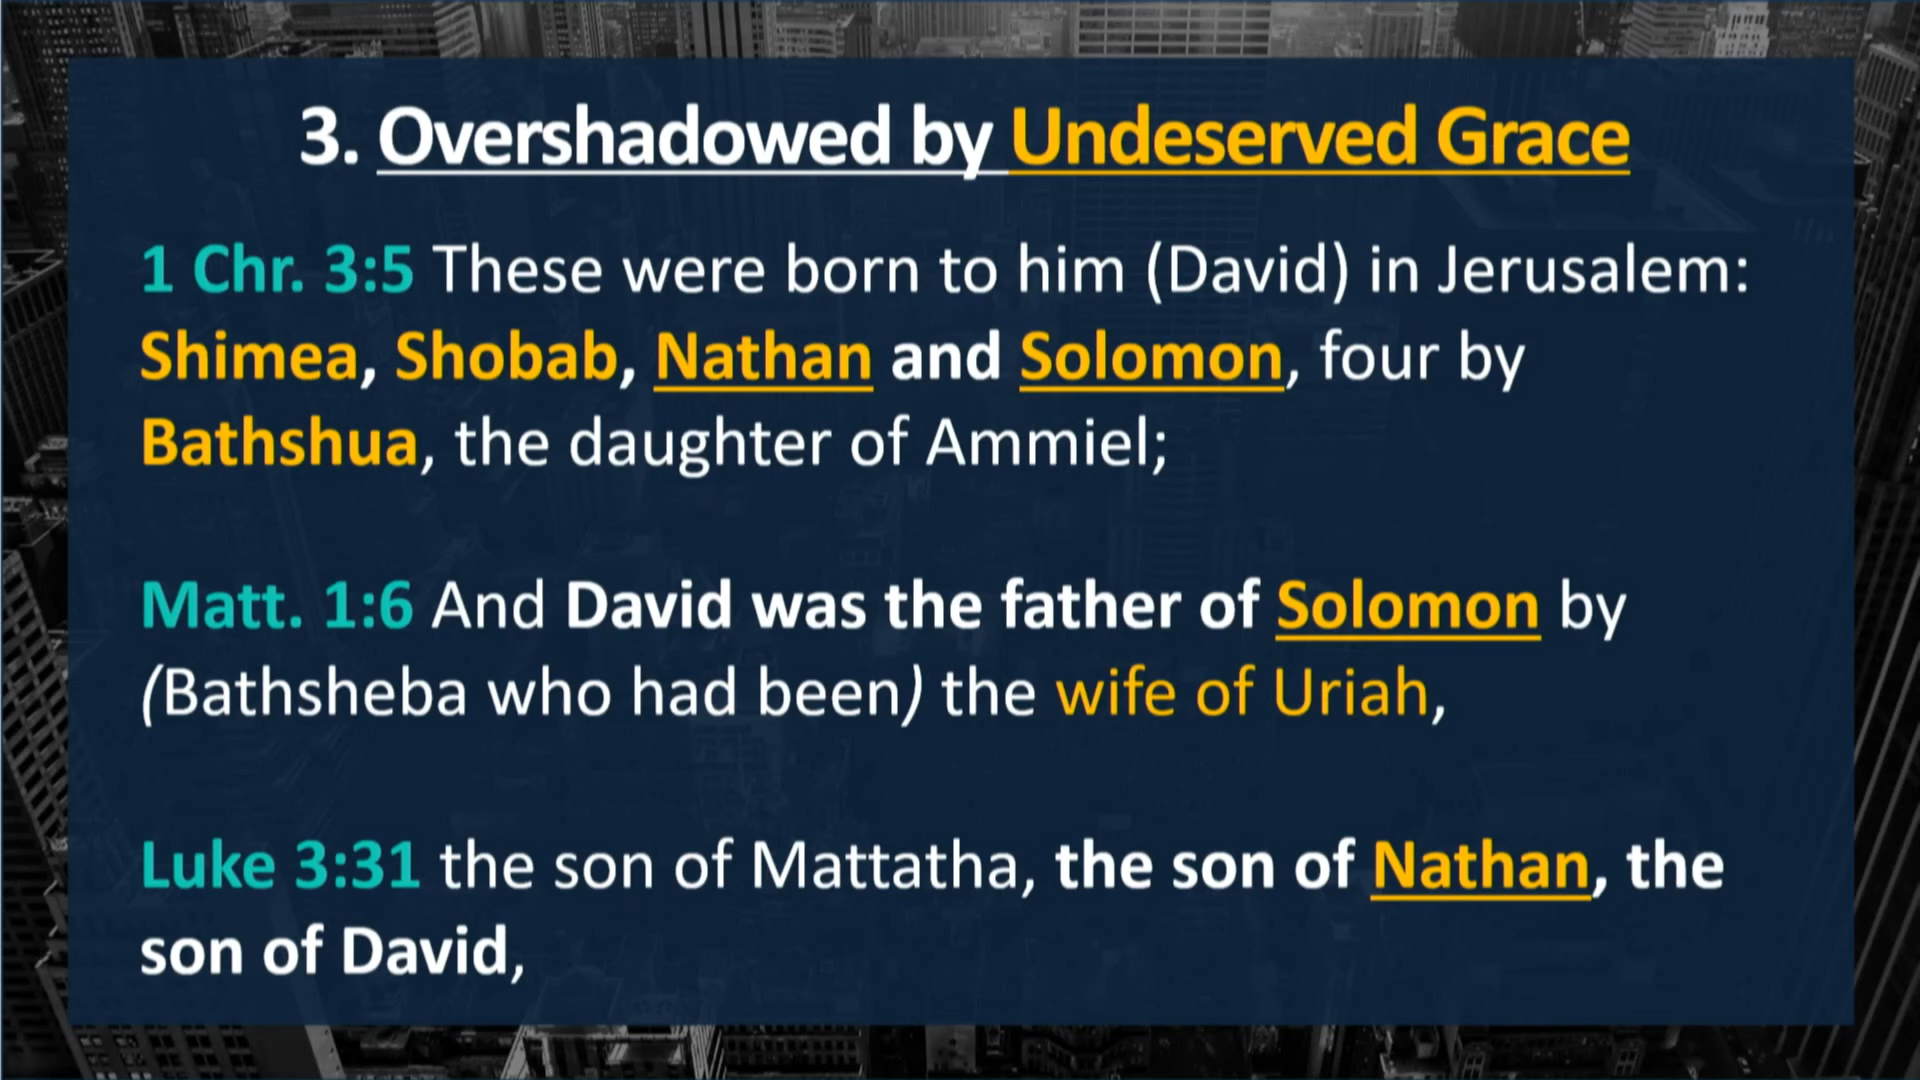 3. Overshadowed by Undeserved Grace
1 Chr. 3:5 These were born to him (David) in Jerusalem:
Shimea, Shobab, Nathan and Solomon, four by
Bathshua, the daughter of Ammiel;
Matt. 1:6 And David was the father of Solomon by
(Bathsheba who had been) the wife of Uriah,
Luke 3:31 the son of Mattatha, the son of Nathan, the
son of David,